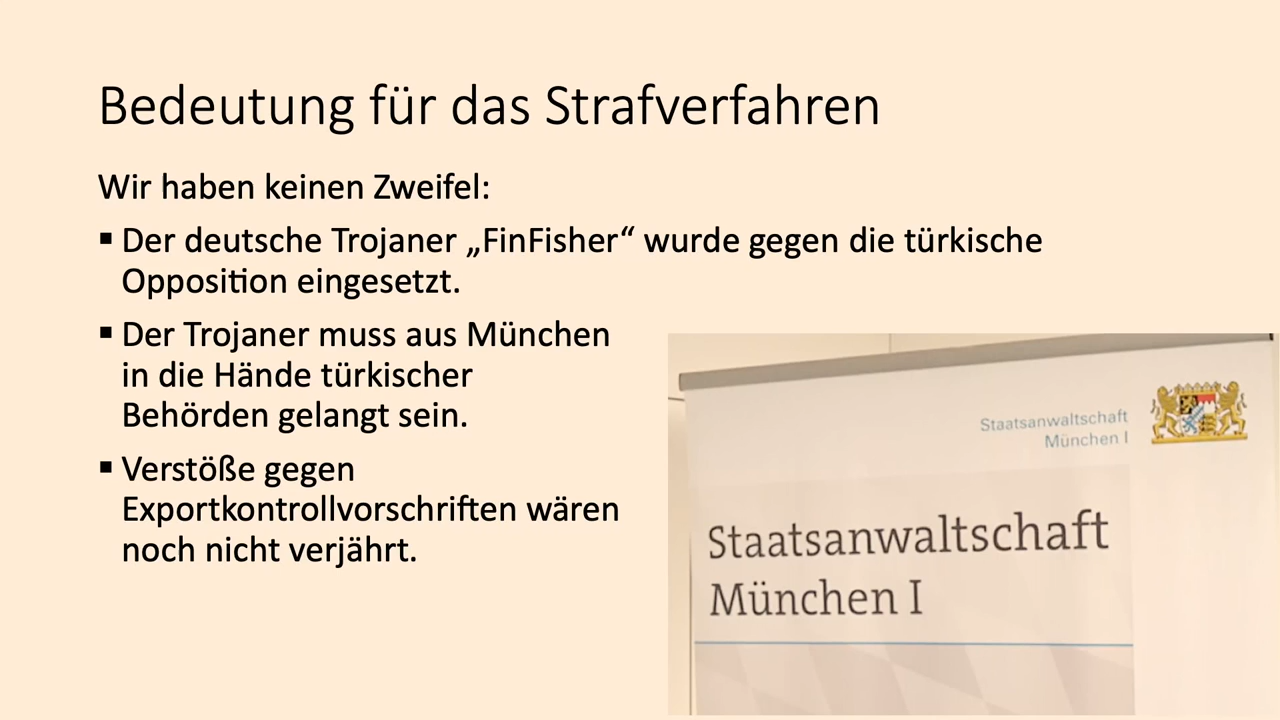 Bedeutung für das Strafverfahren
Wir haben keinen Zweifel:
▪ Der deutsche Trojaner „FinFisher“ wurde gegen die türkische
Opposition eingesetzt.
▪ Der Trojaner muss aus München
in die Hände türkischer
Behörden gelangt sein.
▪ Verstöße gegen
Exportkontrollvorschriften wären
noch nicht verjährt.
Staatsanwaltschaft
München I
Staatsanwaltschaft
München I